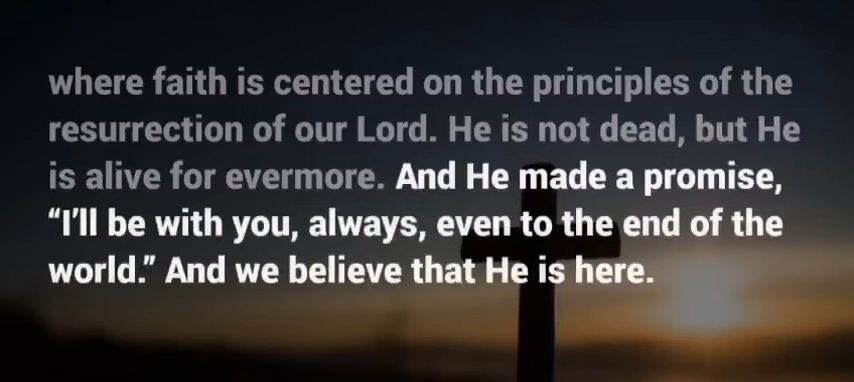 where faith is centered on the principles of the
resurrection of our Lord. He is not dead, but He
is alive for evermore. And He made a promise,
“I’ll be with you, always, even to the end of the
world.” And we believe that He is here.